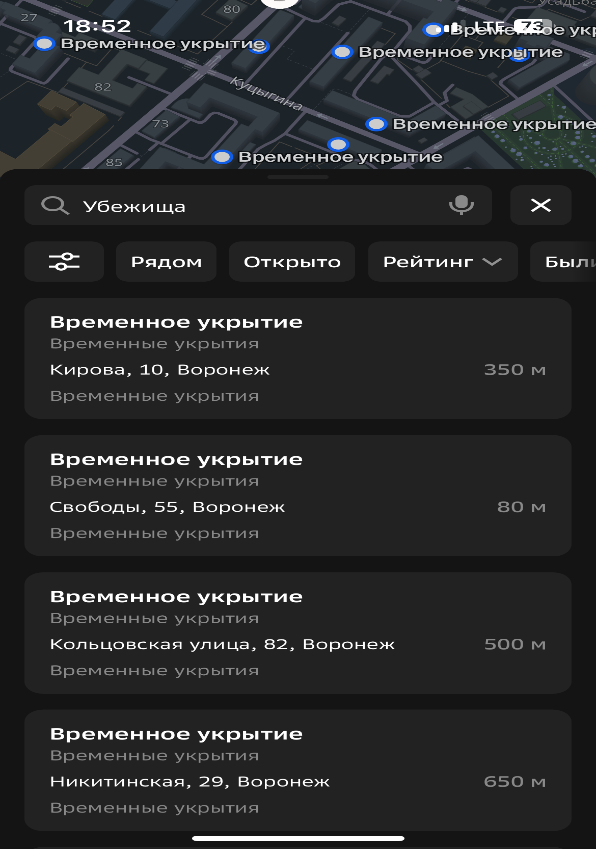 Усадьба
27
80
18:52
LTE
73
Временное укрытие
Временное укр
Временное укрытие
82
Куцыгина
73
Временное укрытие
85
Временное укрытие
Убежища
Рядом
Открыто
Рейтинг
Были
Временное укрытие
Временные укрытия
Кирова, 10, Воронеж
350 м
Временные укрытия
Временное укрытие
Временные укрытия
Свободы, 55, Воронеж
80 м
Временные укрытия
Временное укрытие
Временные укрытия
Кольцовская улица, 82, Воронеж
500 м
Временные укрытия
Временное укрытие
Временные укрытия
Никитинская, 29, Воронеж
650 м
Временные укрытия